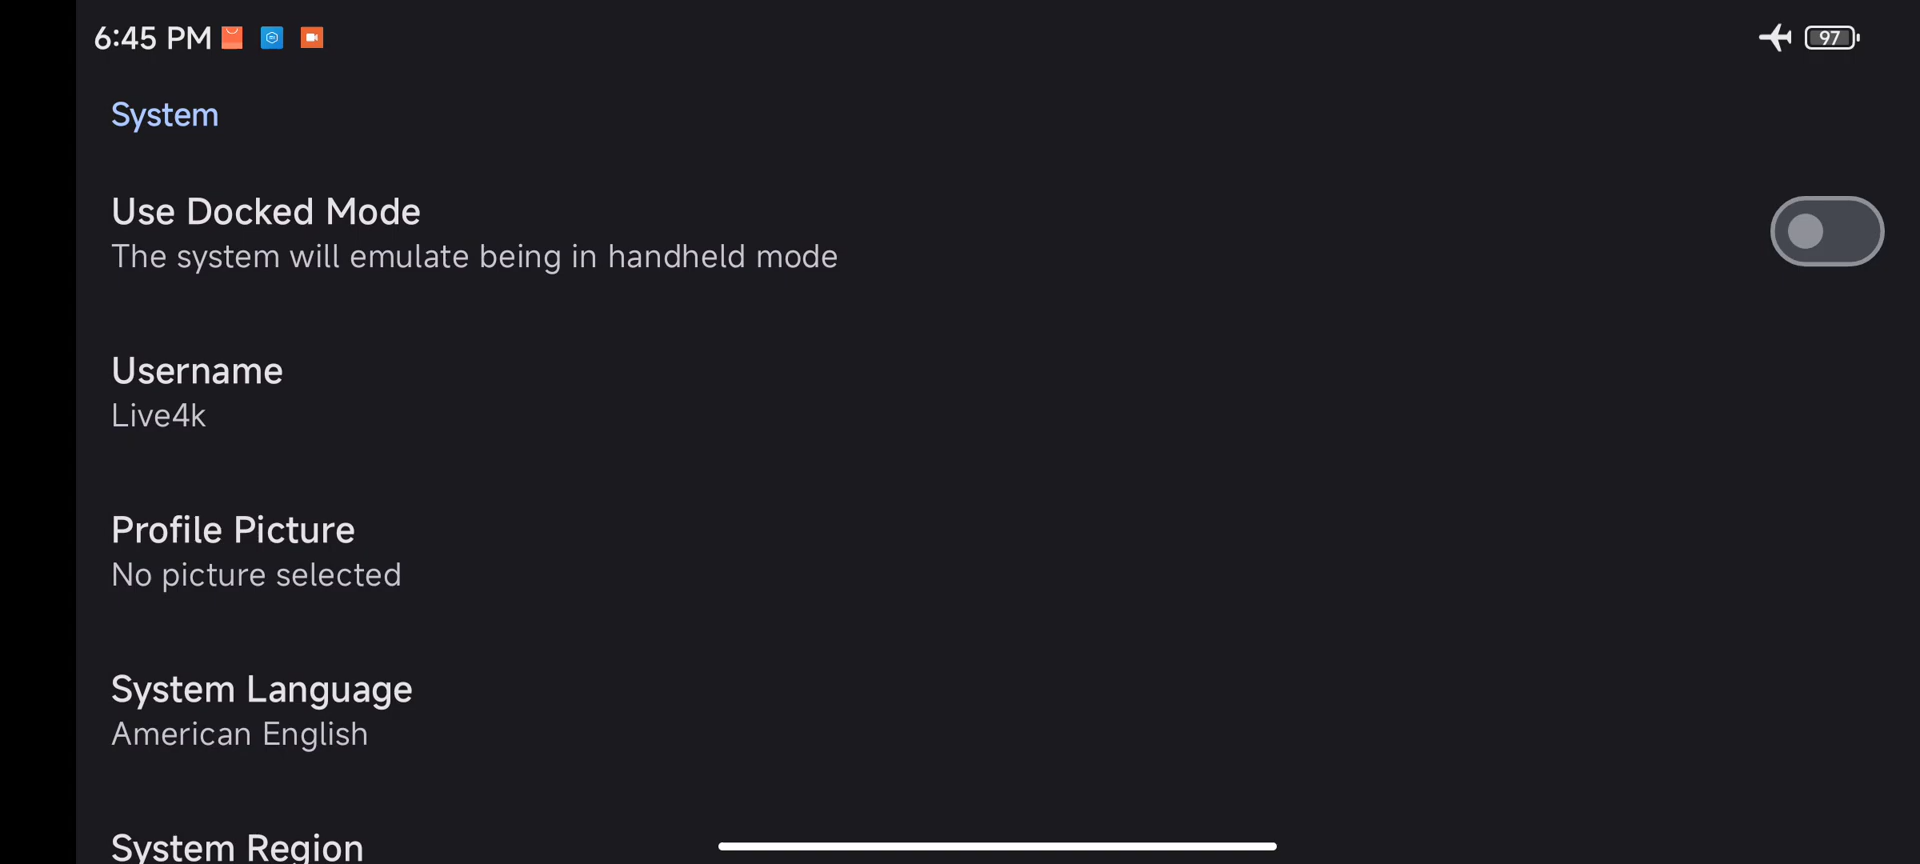 6:45 PM
97
System
Use Docked Mode
The system will emulate being in handheld mode
Username
Live4k
Profile Picture
No picture selected
System Language
American English
System Region